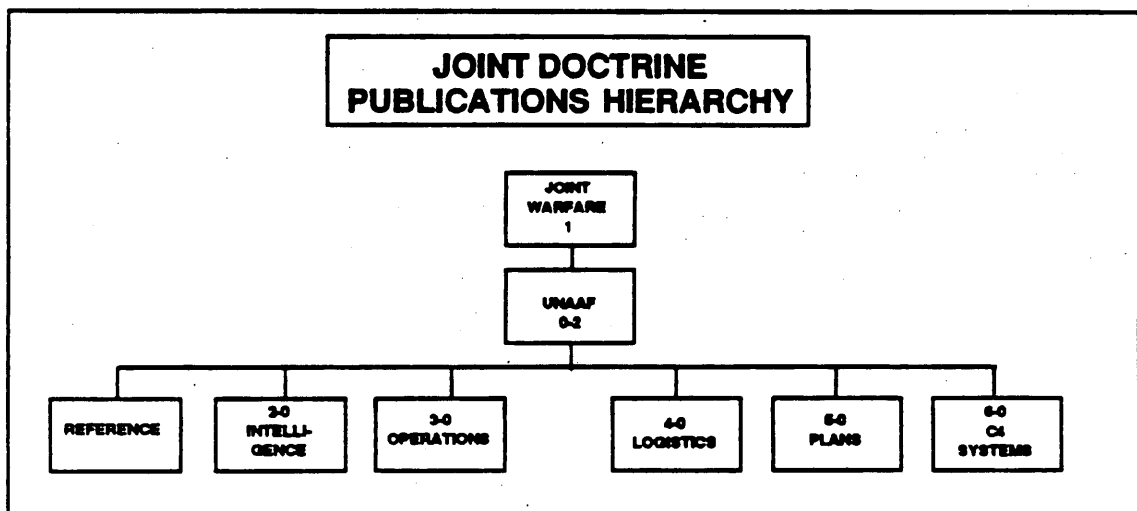 JOINT DOCTRINE
PUBLICATIONS HIERARCHY
JOINT
WARFARE
1
UNAAF
0-2
REFERENCE
2-0
INTELLI-
GENCE
3-0
OPERATIONS
4-0
LOGISTICS
5-0
PLANS
6-0
C4
SYSTEMS